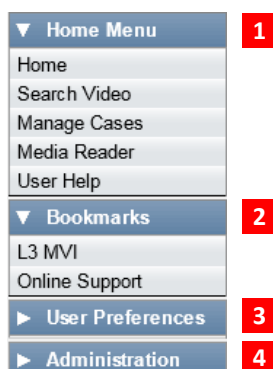 ▼ Home Menu 1
Home
Search Video
Manage Cases
Media Reader
User Help
▼ Bookmarks 2
L3 MVI
Online Support
► User Preferences 3
► Administration 4